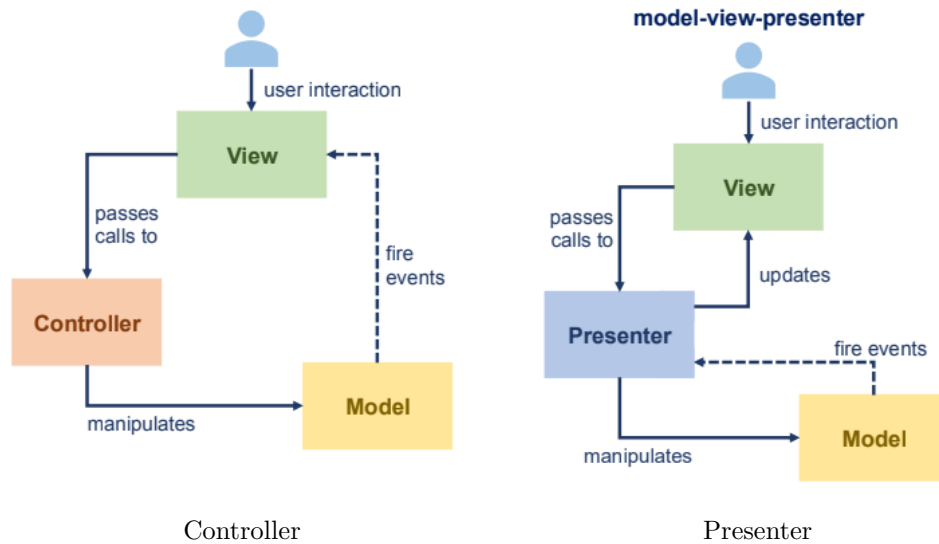 user interaction
View
passes
calls to
fire
events
Controller
Model
manipulates
Controller
model-view-presenter
user interaction
View
passes
calls to
updates
Presenter
fire events
Model
manipulates
Presenter